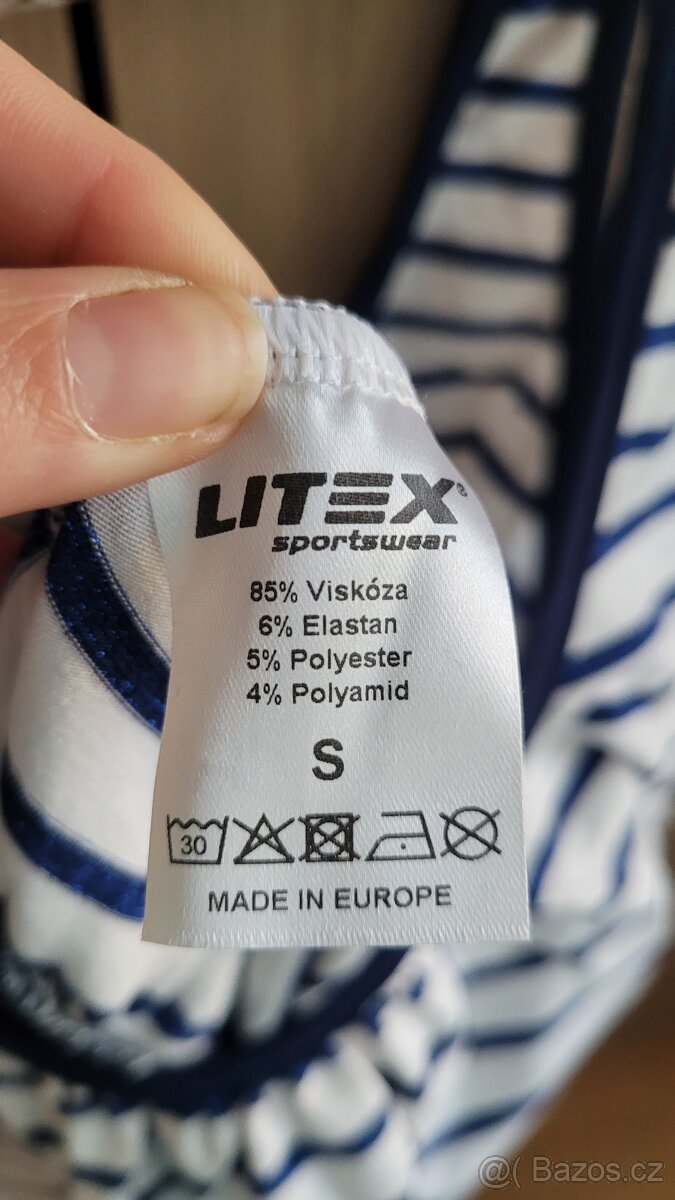 LITEX®
sportswear
85% Viskóza
6% Elastan
5% Polyester
4% Polyamid
S
30
MADE IN EUROPE
@( Bazos.cz